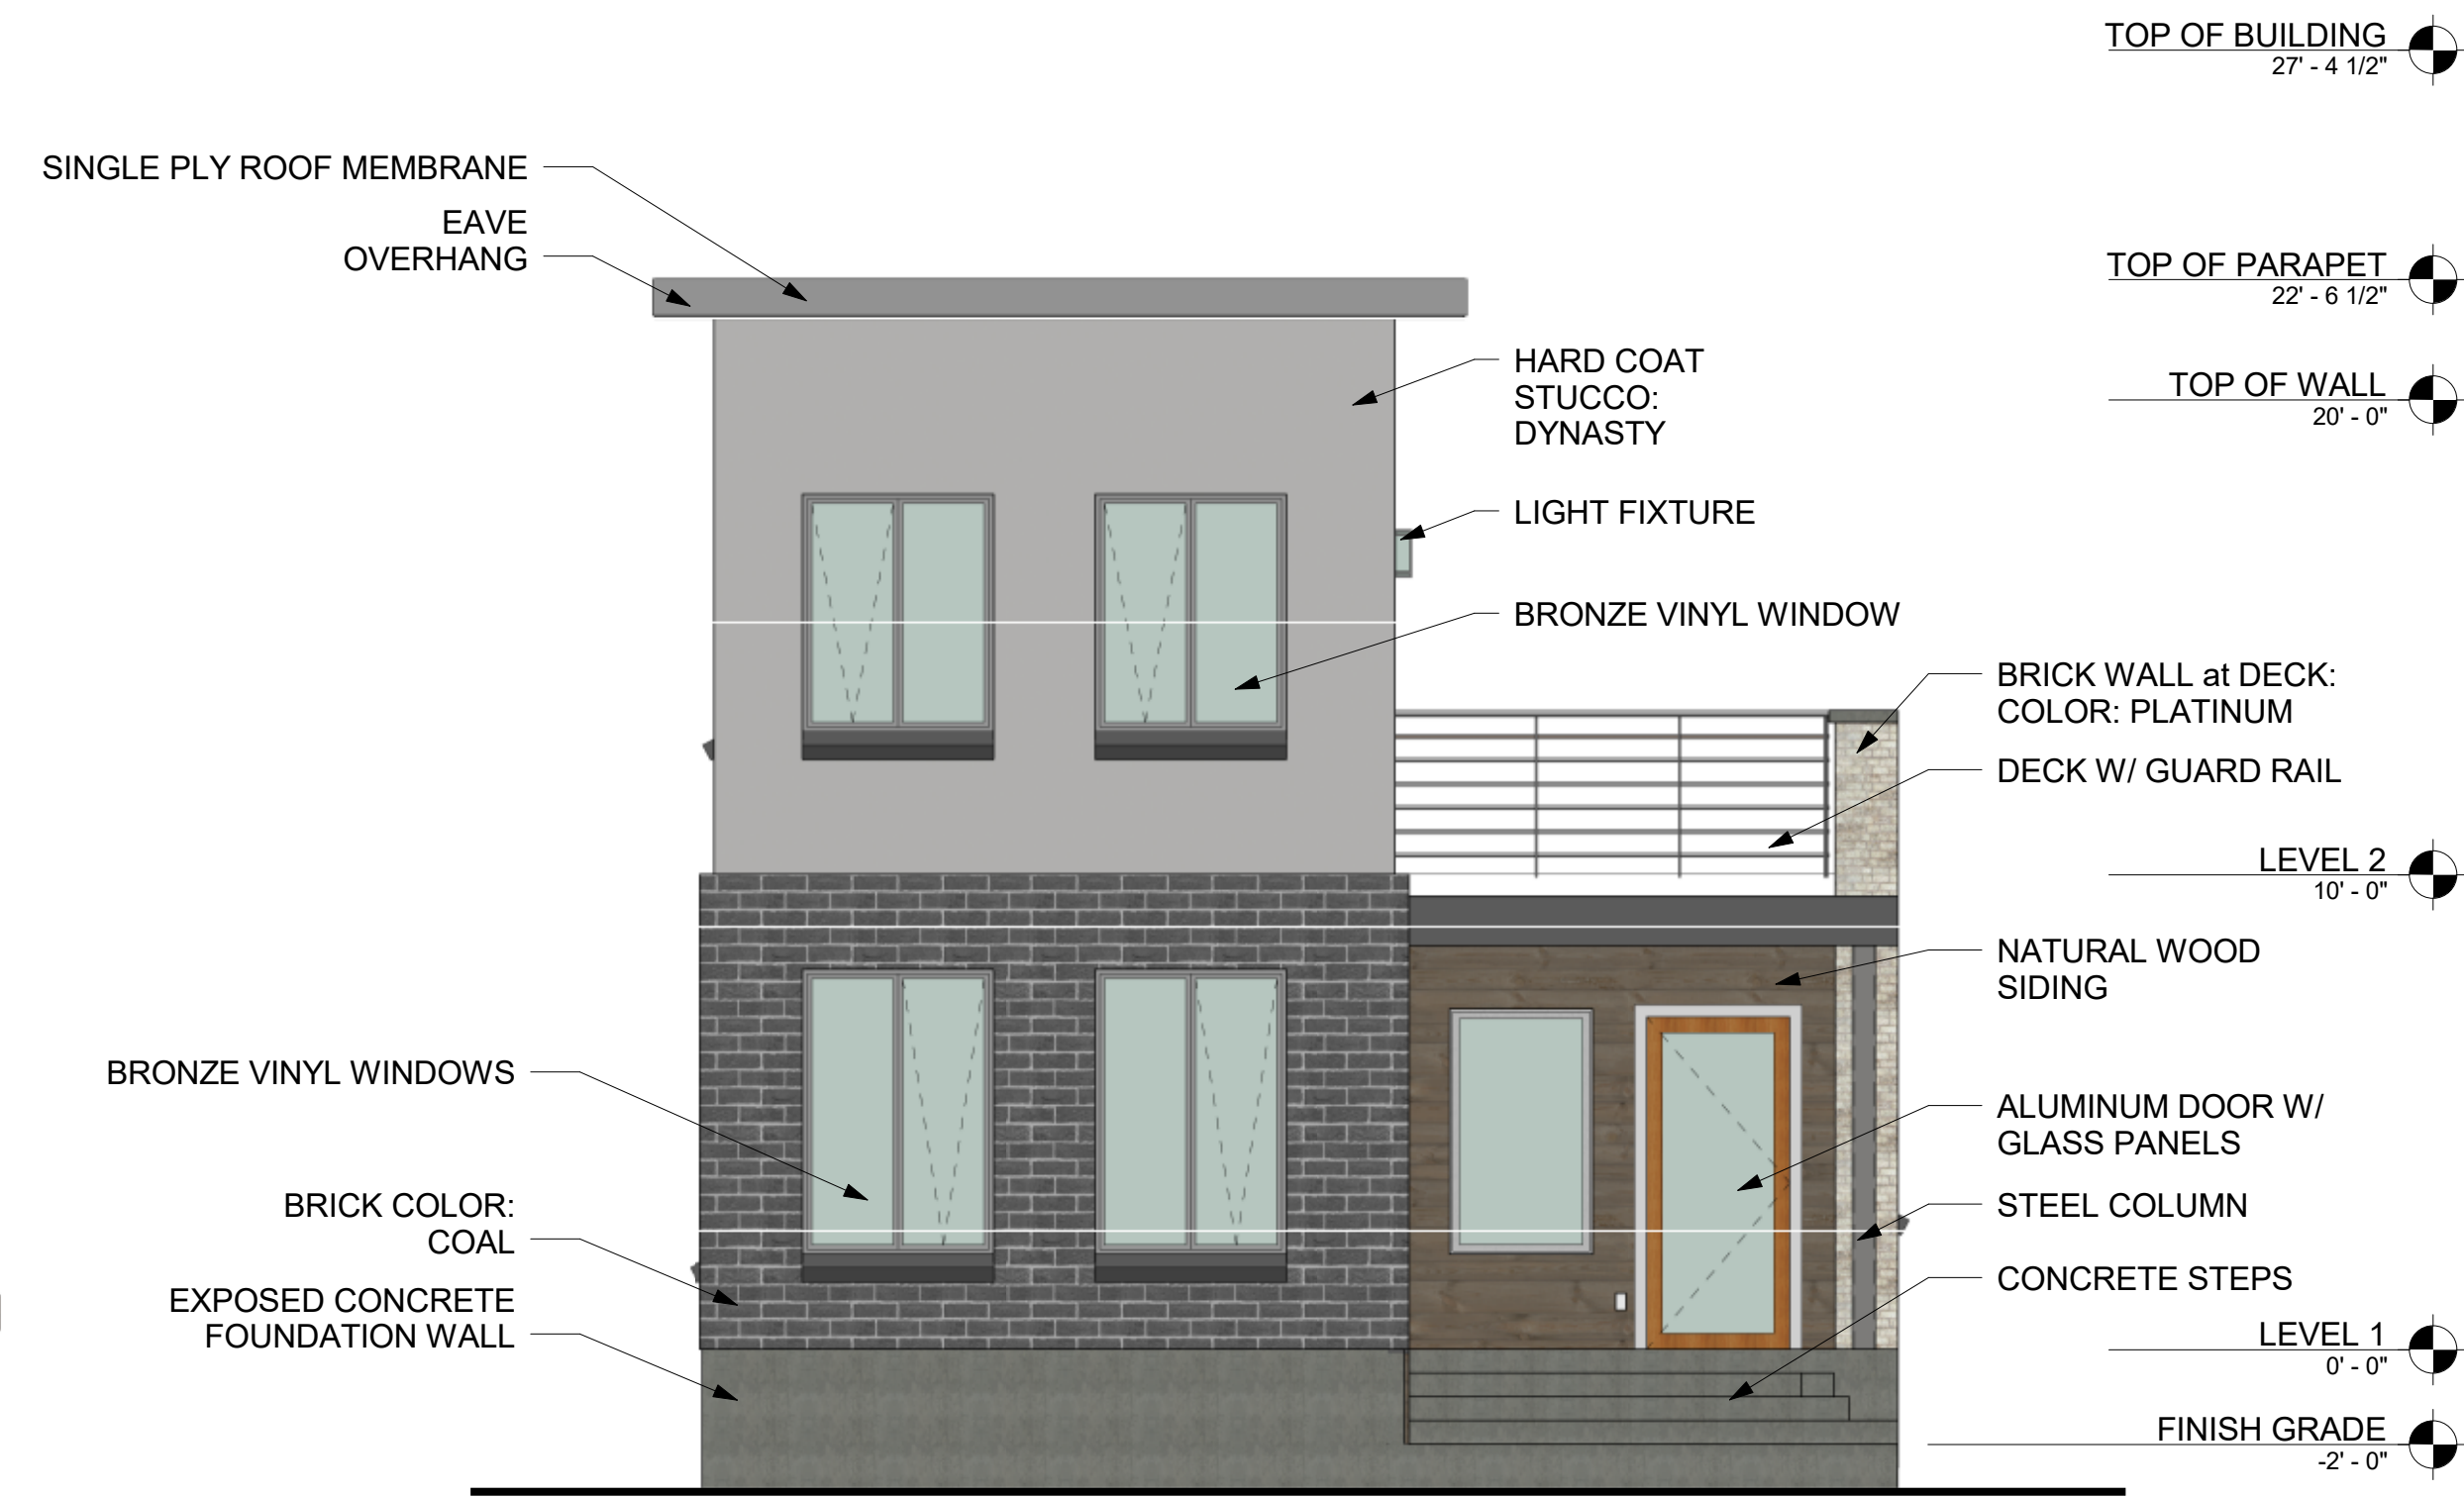 TOP OF BUILDING
27' - 4 1/2"
SINGLE PLY ROOF MEMBRANE
EAVE
OVERHANG
TOP OF PARAPET
22' - 6 1/2"
HARD COAT
STUCCO:
DYNASTY
TOP OF WALL
20' - 0"
LIGHT FIXTURE
BRONZE VINYL WINDOW
BRICK WALL at DECK:
COLOR: PLATINUM
DECK W/ GUARD RAIL
LEVEL 2
10' - 0"
NATURAL WOOD
SIDING
BRONZE VINYL WINDOWS
ALUMINUM DOOR W/
GLASS PANELS
BRICK COLOR:
COAL
STEEL COLUMN
EXPOSED CONCRETE
FOUNDATION WALL
CONCRETE STEPS
LEVEL 1
0' - 0"
FINISH GRADE
-2' - 0"